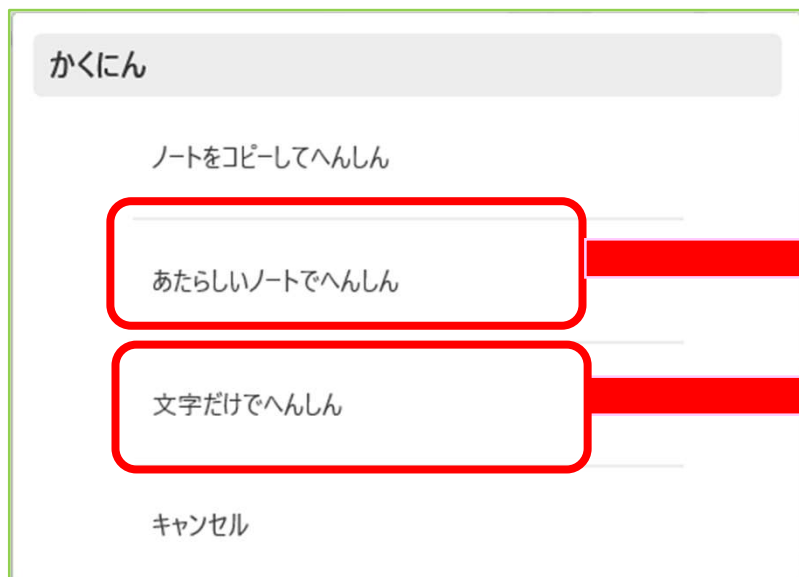 かくにん
ノートをコピーしてへんしん
あたらしいノートでへんしん
文字だけでへんしん
キャンセル